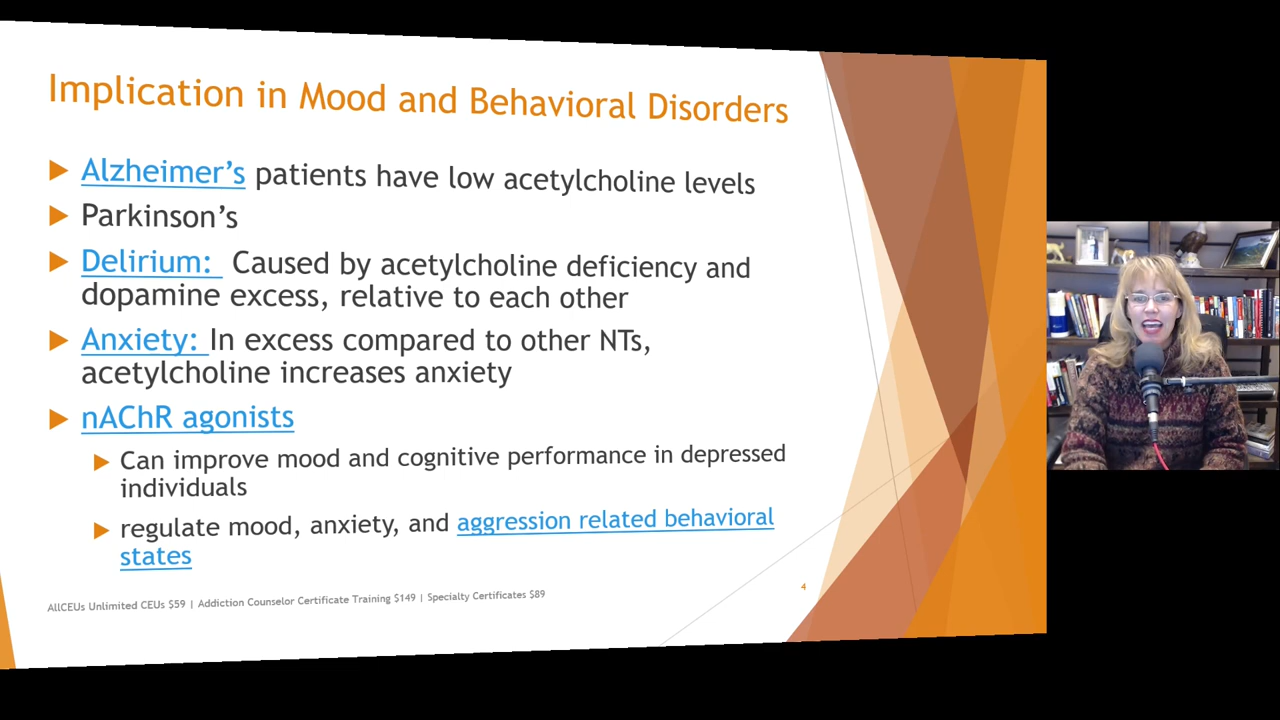 Implication in Mood and Behavioral Disorders
Alzheimer's patients have low acetylcholine levels
Parkinson's
Delirium: Caused by acetylcholine deficiency and
dopamine excess, relative to each other
Anxiety: In excess compared to other NTs,
acetylcholine increases anxiety
nAChR agonists
Can improve mood and cognitive performance in depressed
individuals
regulate mood, anxiety, and aggression related behavioral
states
AllCEUs Unlimited CEUs $59 | Addiction Counselor Certificate Training $149 | Specialty Certificates $89
4